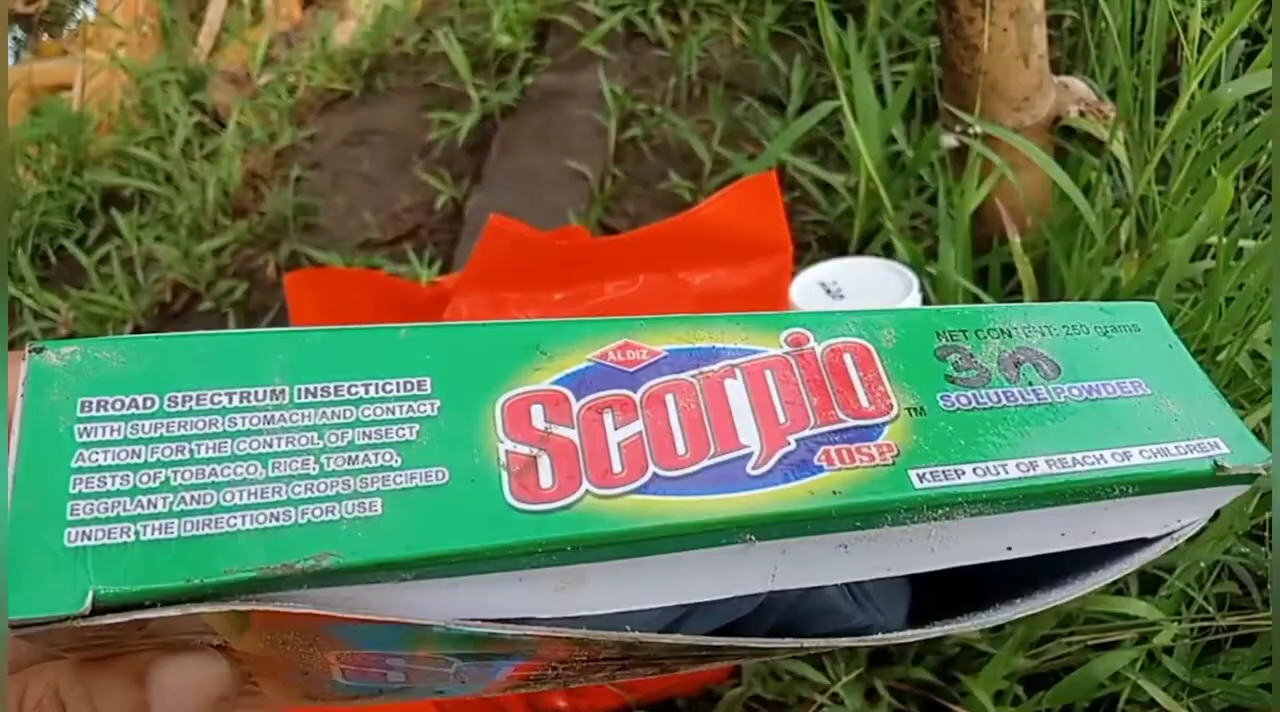 BROAD SPECTRUM INSECTICIDE
WITH SUPERIOR STOMACH AND CONTACT
ACTION FOR THE CONTROL OF INSECT
PESTS OF TOBACCO, RICE, TOMATO,
EGGPLANT AND OTHER CROPS SPECIFIED
UNDER THE DIRECTIONS FOR USE
ALDIZ
Scorpio
TM
40SP
NET CONTENT: 250 grams
SOLUBLE POWDER
KEEP OUT OF REACH OF CHILDREN